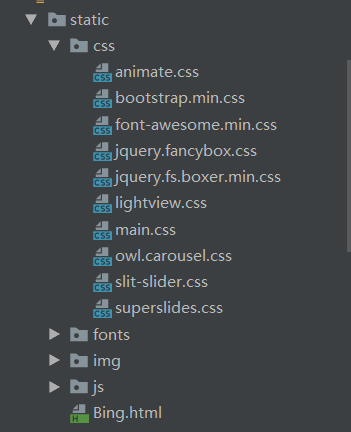 static
css
animate.css
bootstrap.min.css
font-awesome.min.css
jquery.fancybox.css
jquery.fs.boxer.min.css
lightview.css
main.css
owl.carousel.css
slit-slider.css
superslides.css
fonts
img
js
Bing.html